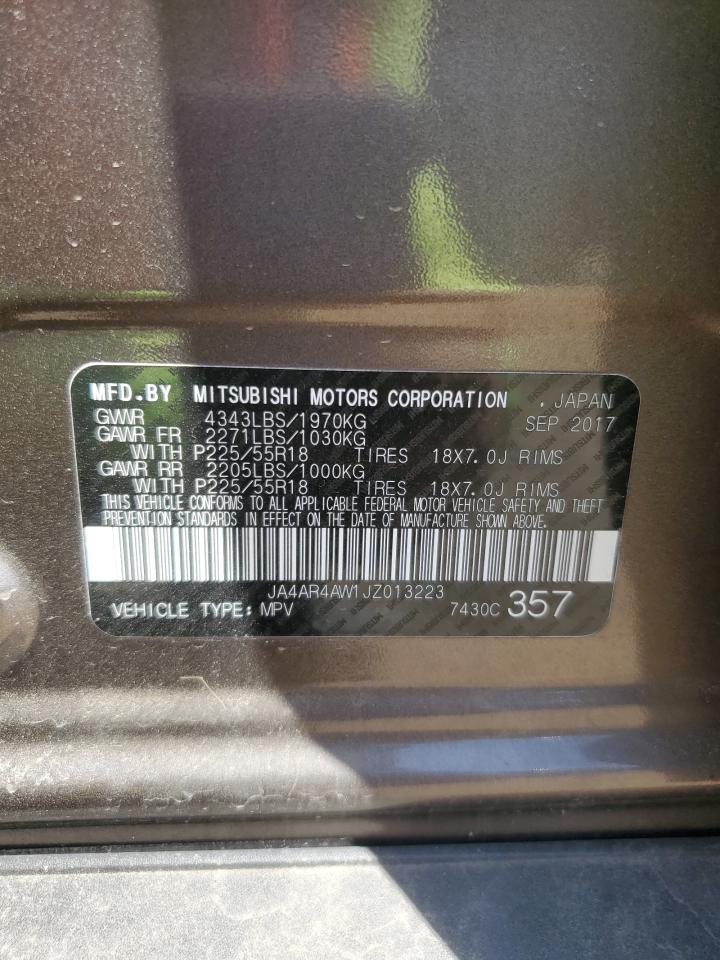 MFD.BY MITSUBISHI MOTORS CORPORATION . JAPAN
GVWR 4343LBS/1970KG SEP 2017
GAWR FR 2271LBS/1030KG
WITH P225/55R18 TIRES 18X7.0J RIMS
GAWR RR 2205LBS/1000KG
WITH P225/55R18 TIRES 18X7.0J RIMS
THIS VEHICLE CONFORMS TO ALL APPLICABLE FEDERAL MOTOR VEHICLE SAFETY AND THEFT
PREVENTION STANDARDS IN EFFECT ON THE DATE OF MANUFACTURE SHOWN ABOVE.
JA4AR4AW1JZ013223
VEHICLE TYPE: MPV 7430C 357